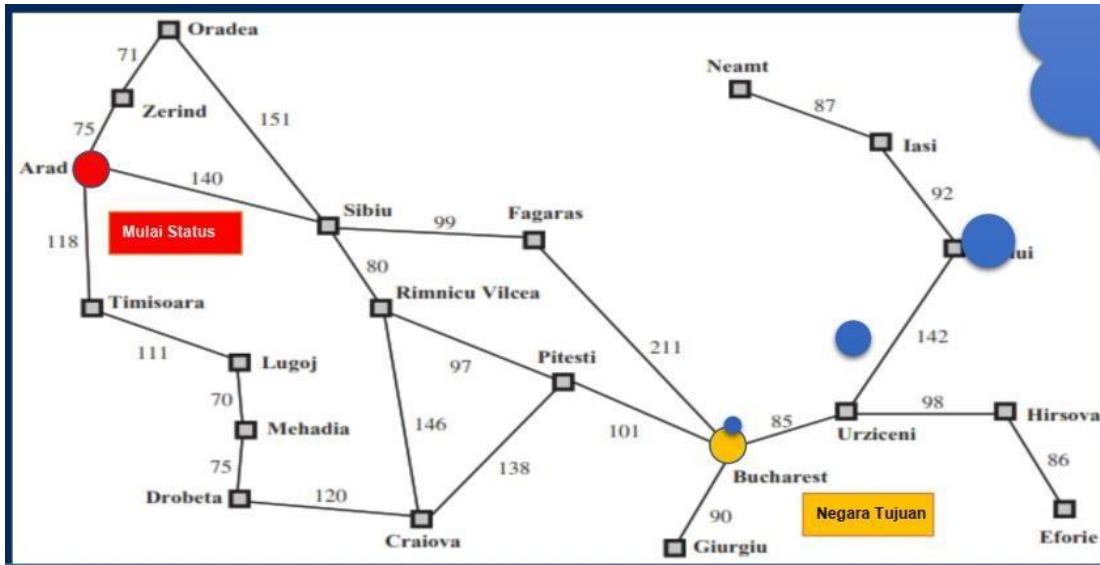 Oradea
71
Neamt
Zerind
87
75
151
Iasi
Arad
140
92
Sibiu
Fagaras
99
Mulai Status
118
80
Timisoara
Rimnicu Vilcea
142
111
211
Lugoj
97
Pitesti
70
98
Hirsova
146
101
85
Mehadia
Urziceni
75
138
86
Bucharest
Drobeta
120
90
Negara Tujuan
Craiova
Giurgiu
Eforie